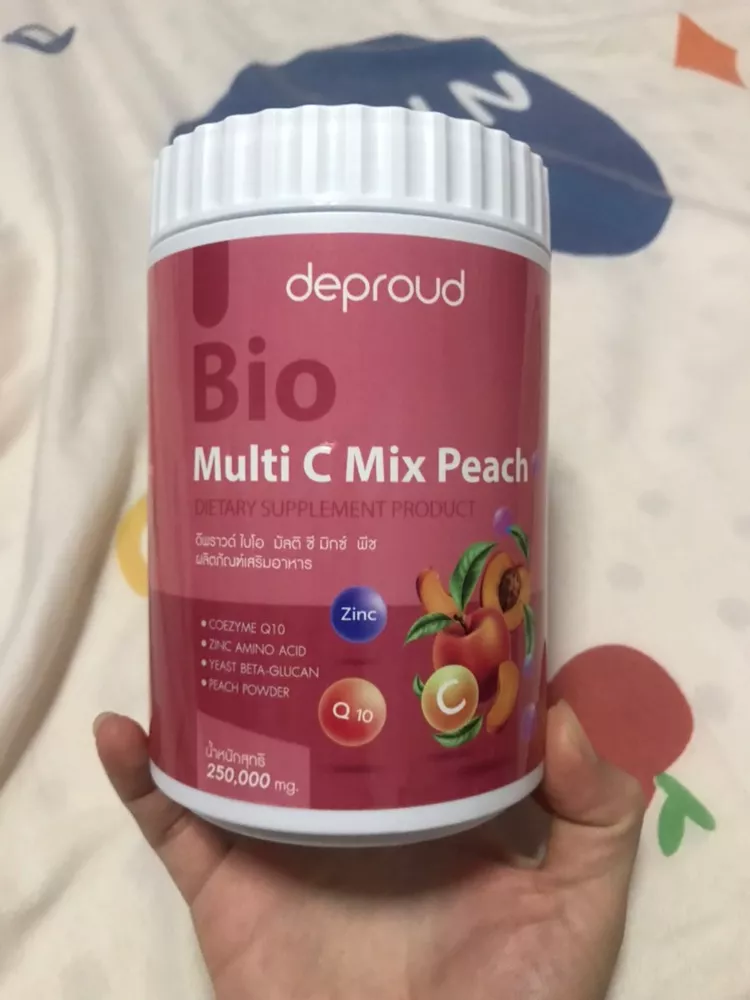 deproud
Bio
Multi C Mix Peach
DIETARY SUPPLEMENT PRODUCT
ดีพราวด์ ไบโอ มัลติ ซี มิกซ์ พีช
ผลิตภัณฑ์เสริมอาหาร
Zinc
• COEZYME Q10
• ZINC AMINO ACID
• YEAST BETA-GLUCAN
• PEACH POWDER
C
Q 10
น้ำหนักสุทธิ
250,000 mg.